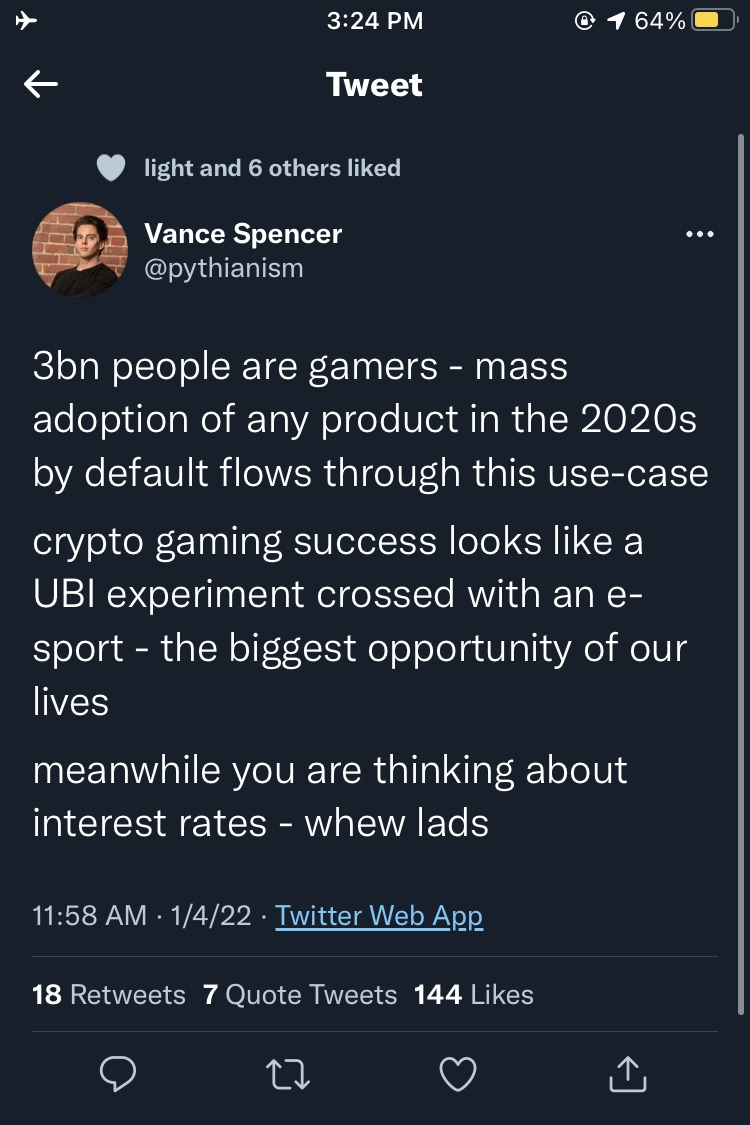 3:24 PM
64%
Tweet
light and 6 others liked
Vance Spencer
@pythianism
3bn people are gamers - mass
adoption of any product in the 2020s
by default flows through this use-case
crypto gaming success looks like a
UBI experiment crossed with an e-
sport - the biggest opportunity of our
lives
meanwhile you are thinking about
interest rates - whew lads
11:58 AM · 1/4/22 · Twitter Web App
18 Retweets 7 Quote Tweets 144 Likes